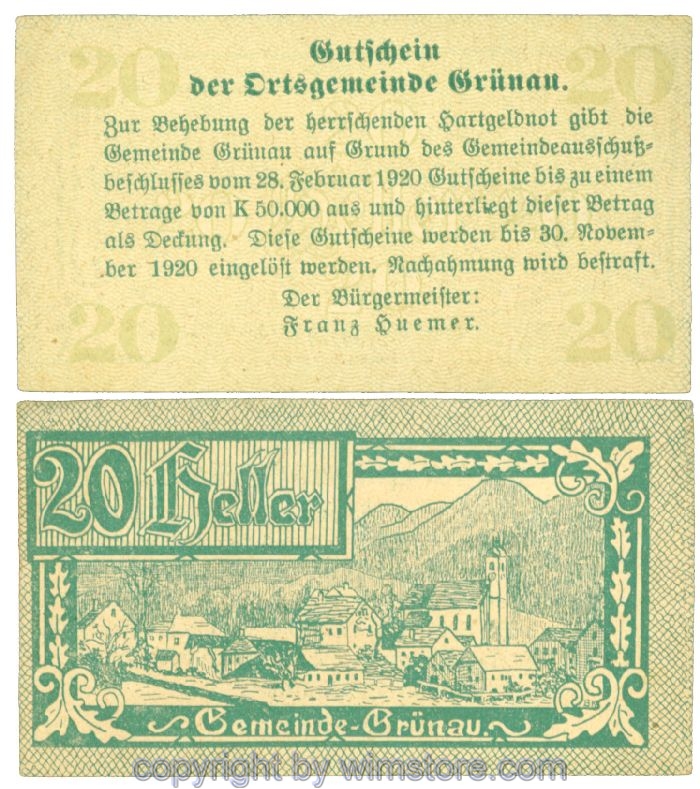 20 20
Gutschein
der Ortsgemeinde Grünau.
Zur Behebung der herrschenden Hartgeldnot gibt die
Gemeinde Grünau auf Grund des Gemeindeausschuß-
beschlusses vom 28. Februar 1920 Gutscheine bis zu einem
Betrage von K 50.000 aus und hinterliegt dieser Betrag
als Deckung. Diese Gutscheine werden bis 30. Novem-
ber 1920 eingelöst werden. Nachahmung wird bestraft.
Der Bürgermeister:
Franz Huemer.
20 20
20 Heller
Gemeinde-Grünau.
copyright by wimstore.com